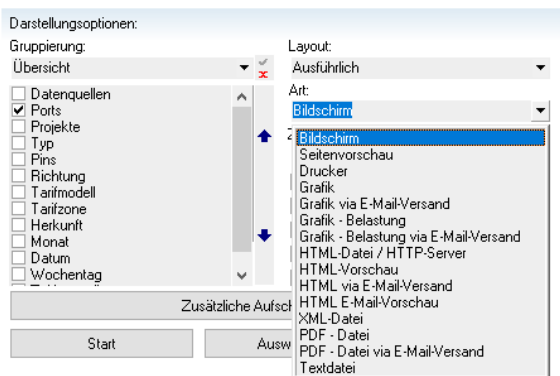 Darstellungsoptionen:
Gruppierung:
Übersicht
Datenquellen
Ports
Projekte
Typ
Pins
Richtung
Tarifmodell
Tarifzone
Herkunft
Monat
Datum
Wochentag
Layout:
Ausführlich
Art:
Bildschirm
Bildschirm
Seitenvorschau
Drucker
Grafik
Grafik via E-Mail-Versand
Grafik - Belastung
Grafik - Belastung via E-Mail-Versand
HTML-Datei / HTTP-Server
HTML-Vorschau
HTML via E-Mail-Versand
HTML E-Mail-Vorschau
XML-Datei
PDF - Datei
PDF - Datei via E-Mail-Versand
Textdatei
Zusätzliche Aufsch
Start
Ausw